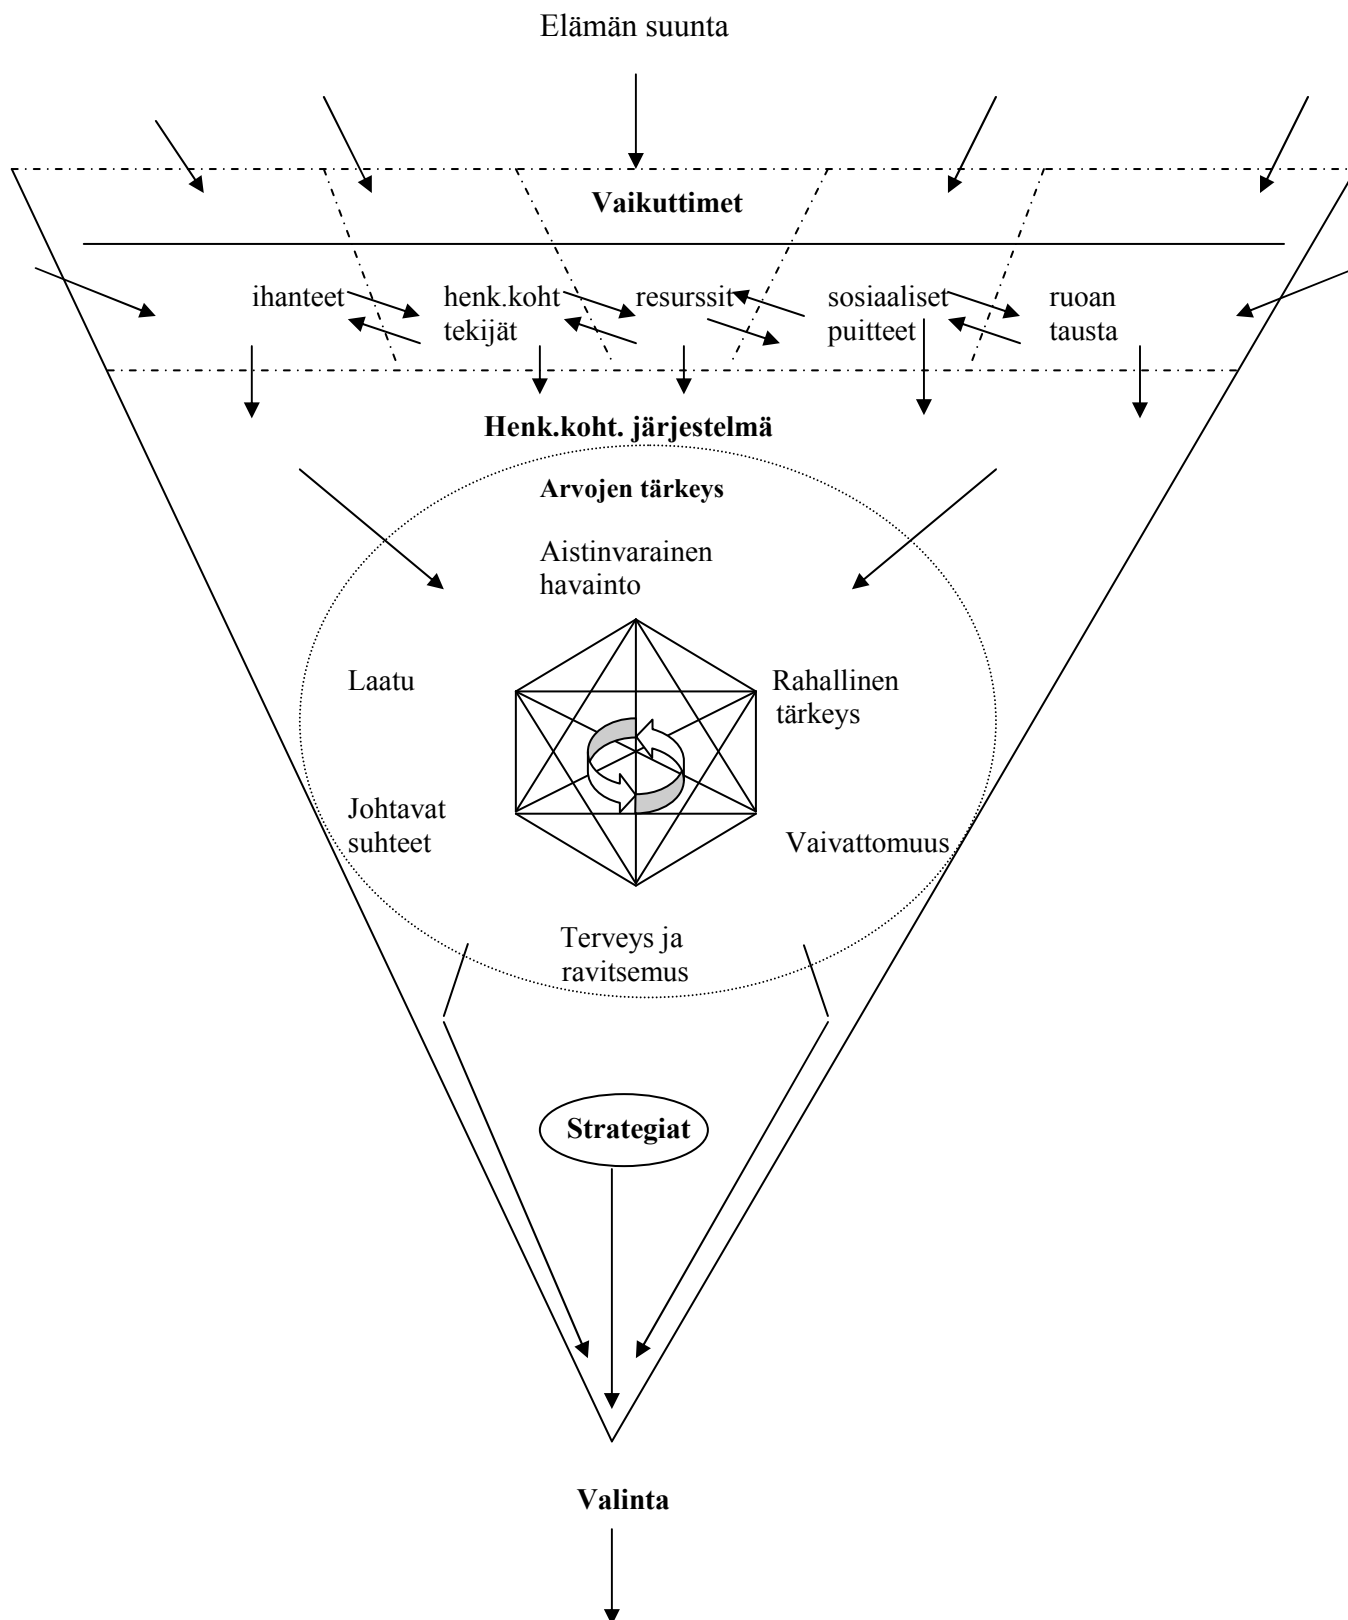 Elämän suunta
Vaikuttimet
ihanteet henk.koht resurssit sosiaaliset ruoan
tekijät puitteet tausta
Henk.koht. järjestelmä
Arvojen tärkeys
Aistinvarainen
havainto
Laatu Rahallinen
tärkeys
Johtavat
suhteet Vaivattomuus
Terveys ja
ravitsemus
Strategiat
Valinta